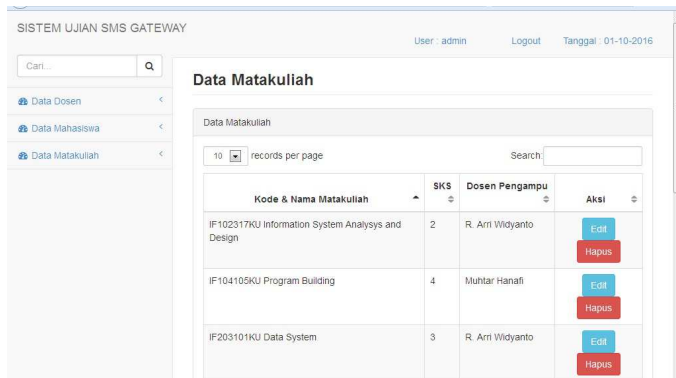 SISTEM UJIAN SMS GATEWAY
User : admin
Logout
Tanggal : 01-10-2016
Cari...
Data Dosen
Data Mahasiswa
Data Matakuliah
Data Matakuliah
Data Matakuliah
10 records per page
Search:
Kode & Nama Matakuliah
SKS
Dosen Pengampu
Aksi
IF102317KU Information System Analysys and
Design
2
R. Arri Widyanto
Edit
Hapus
IF104105KU Program Building
4
Muhtar Hanafi
Edit
Hapus
IF203101KU Data System
3
R. Arri Widyanto
Edit
Hapus